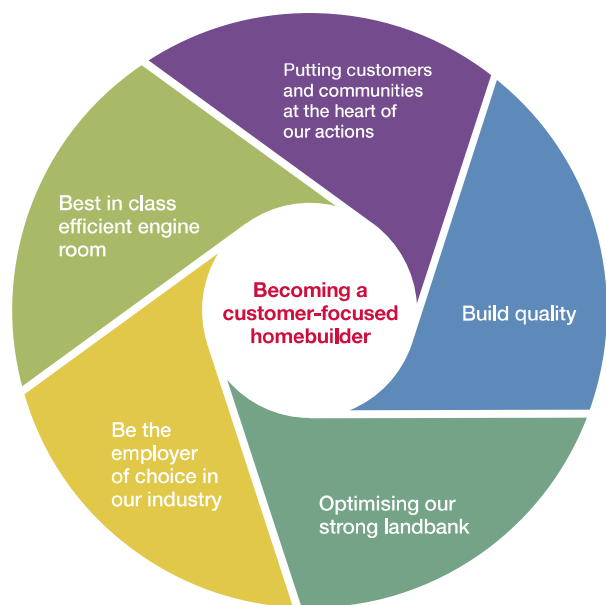 Putting customers
and communities
at the heart of
our actions
Build quality
Optimising our
strong landbank
Be the
employer
of choice in
our industry
Best in class
efficient engine
room
Becoming a
customer-focused
homebuilder